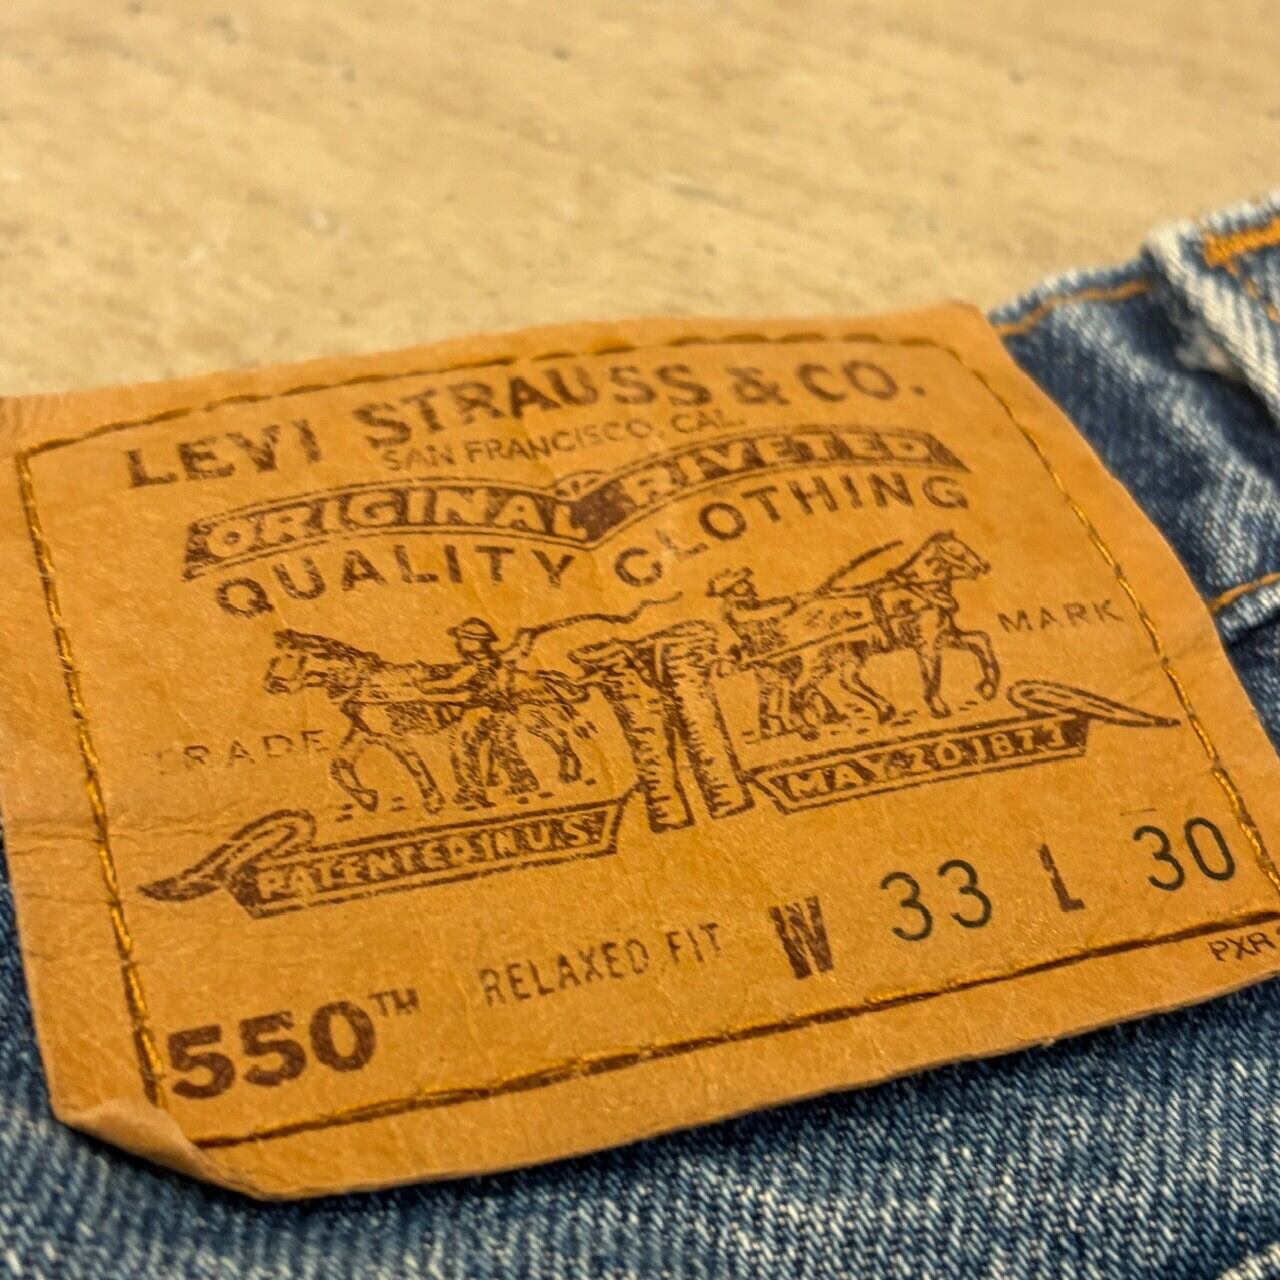 LEVI STRAUSS & CO.
SAN FRANCISCO, CAL.
ORIGINAL RIVETED
QUALITY CLOTHING
TRADE MARK
PATENTED IN U.S. MAY 20 1873
550™ RELAXED FIT W 33 L 30
PXR